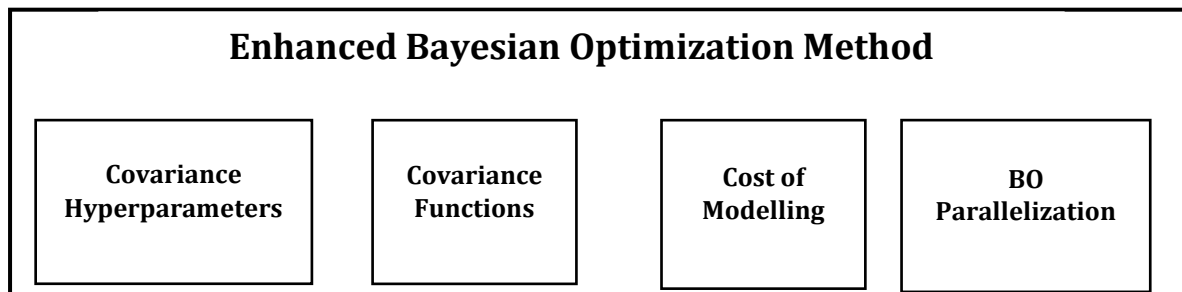 Enhanced Bayesian Optimization Method
Covariance
Hyperparameters
Covariance
Functions
Cost of
Modelling
BO
Parallelization